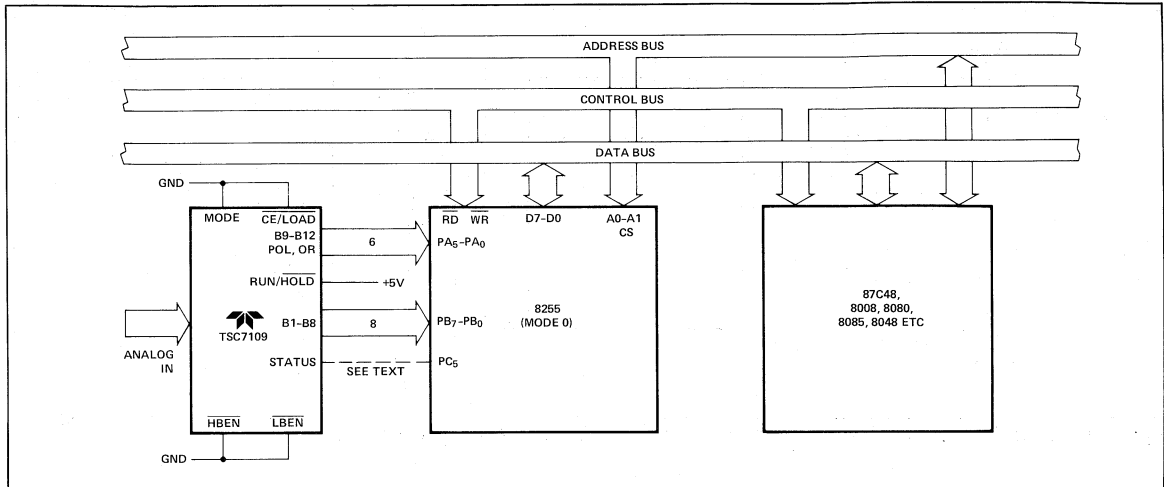 ADDRESS BUS
CONTROL BUS
DATA BUS
GND
MODE
CE/LOAD
B9–B12
POL, OR
6
RUN/HOLD
+5V
B1–B8
8
TSC7109
ANALOG
IN
STATUS
SEE TEXT
HBEN
LBEN
GND
RD
WR
D7–D0
A0–A1
CS
PA5–PA0
8255
(MODE 0)
PB7–PB0
PC5
87C48,
8008, 8080,
8085, 8048 ETC